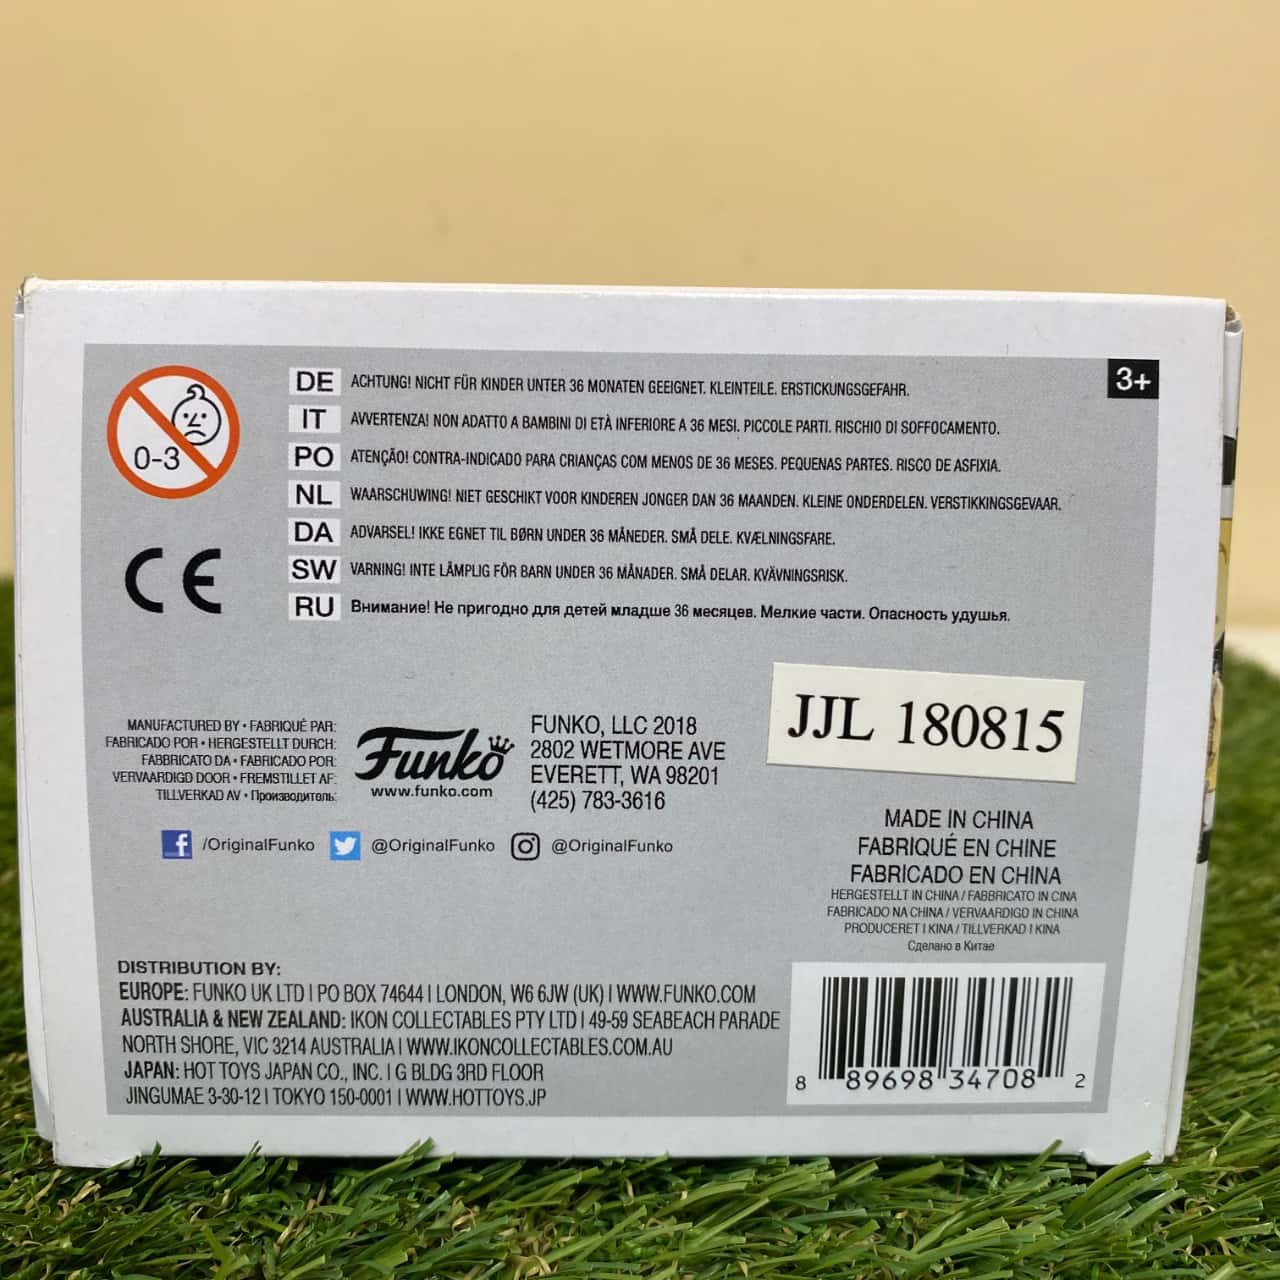 3+
0-3
DE ACHTUNG! NICHT FÜR KINDER UNTER 36 MONATEN GEEIGNET. KLEINTEILE. ERSTICKUNGSGEFAHR.
IT AVVERTENZA! NON ADATTO A BAMBINI DI ETÀ INFERIORE A 36 MESI. PICCOLE PARTI. RISCHIO DI SOFFOCAMENTO.
PO ATENÇÃO! CONTRA-INDICADO PARA CRIANÇAS COM MENOS DE 36 MESES. PEQUENAS PARTES. RISCO DE ASFIXIA.
NL WAARSCHUWING! NIET GESCHIKT VOOR KINDEREN JONGER DAN 36 MAANDEN. KLEINE ONDERDELEN. VERSTIKKINGSGEVAAR.
DA ADVARSEL! IKKE EGNET TIL BØRN UNDER 36 MÅNEDER. SMÅ DELE. KVÆLNINGSFARE.
SW VARNING! INTE LÄMPLIG FÖR BARN UNDER 36 MÅNADER. SMÅ DELAR. KVÄVNINGSRISK.
RU Внимание! Не пригодно для детей младше 36 месяцев. Мелкие части. Опасность удушья.
CE
MANUFACTURED BY • FABRIQUÉ PAR:
FABRICADO POR • HERGESTELLT DURCH:
FABBRICATO DA • FABRICADO POR:
VERVAARDIGD DOOR • FREMSTILLET AF:
TILLVERKAD AV • Производитель:
Funko
www.funko.com
FUNKO, LLC 2018
2802 WETMORE AVE
EVERETT, WA 98201
(425) 783-3616
JJL 180815
/OriginalFunko @OriginalFunko @OriginalFunko
MADE IN CHINA
FABRIQUÉ EN CHINE
FABRICADO EN CHINA
HERGESTELLT IN CHINA / FABBRICATO IN CINA
FABRICADO NA CHINA / VERVAARDIGD IN CHINA
PRODUCERET I KINA / TILLVERKAD I KINA
Сделано в Китае
DISTRIBUTION BY:
EUROPE: FUNKO UK LTD | PO BOX 74644 | LONDON, W6 6JW (UK) | WWW.FUNKO.COM
AUSTRALIA & NEW ZEALAND: IKON COLLECTABLES PTY LTD | 49-59 SEABEACH PARADE
NORTH SHORE, VIC 3214 AUSTRALIA | WWW.IKONCOLLECTABLES.COM.AU
JAPAN: HOT TOYS JAPAN CO., INC. | G BLDG 3RD FLOOR
JINGUMAE 3-30-12 | TOKYO 150-0001 | WWW.HOTTOYS.JP
8 89698 34708 2